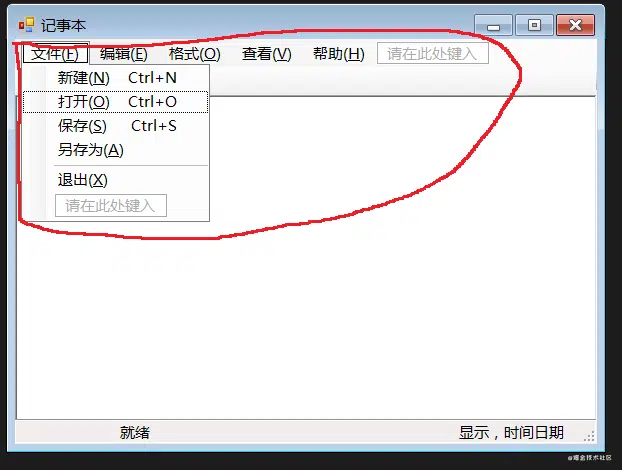 记事本
文件(F) 编辑(E) 格式(O) 查看(V) 帮助(H) 请在此处键入
新建(N) Ctrl+N
打开(O) Ctrl+O
保存(S) Ctrl+S
另存为(A)
退出(X)
请在此处键入
就绪 显示，时间日期
@稀土掘金技术社区